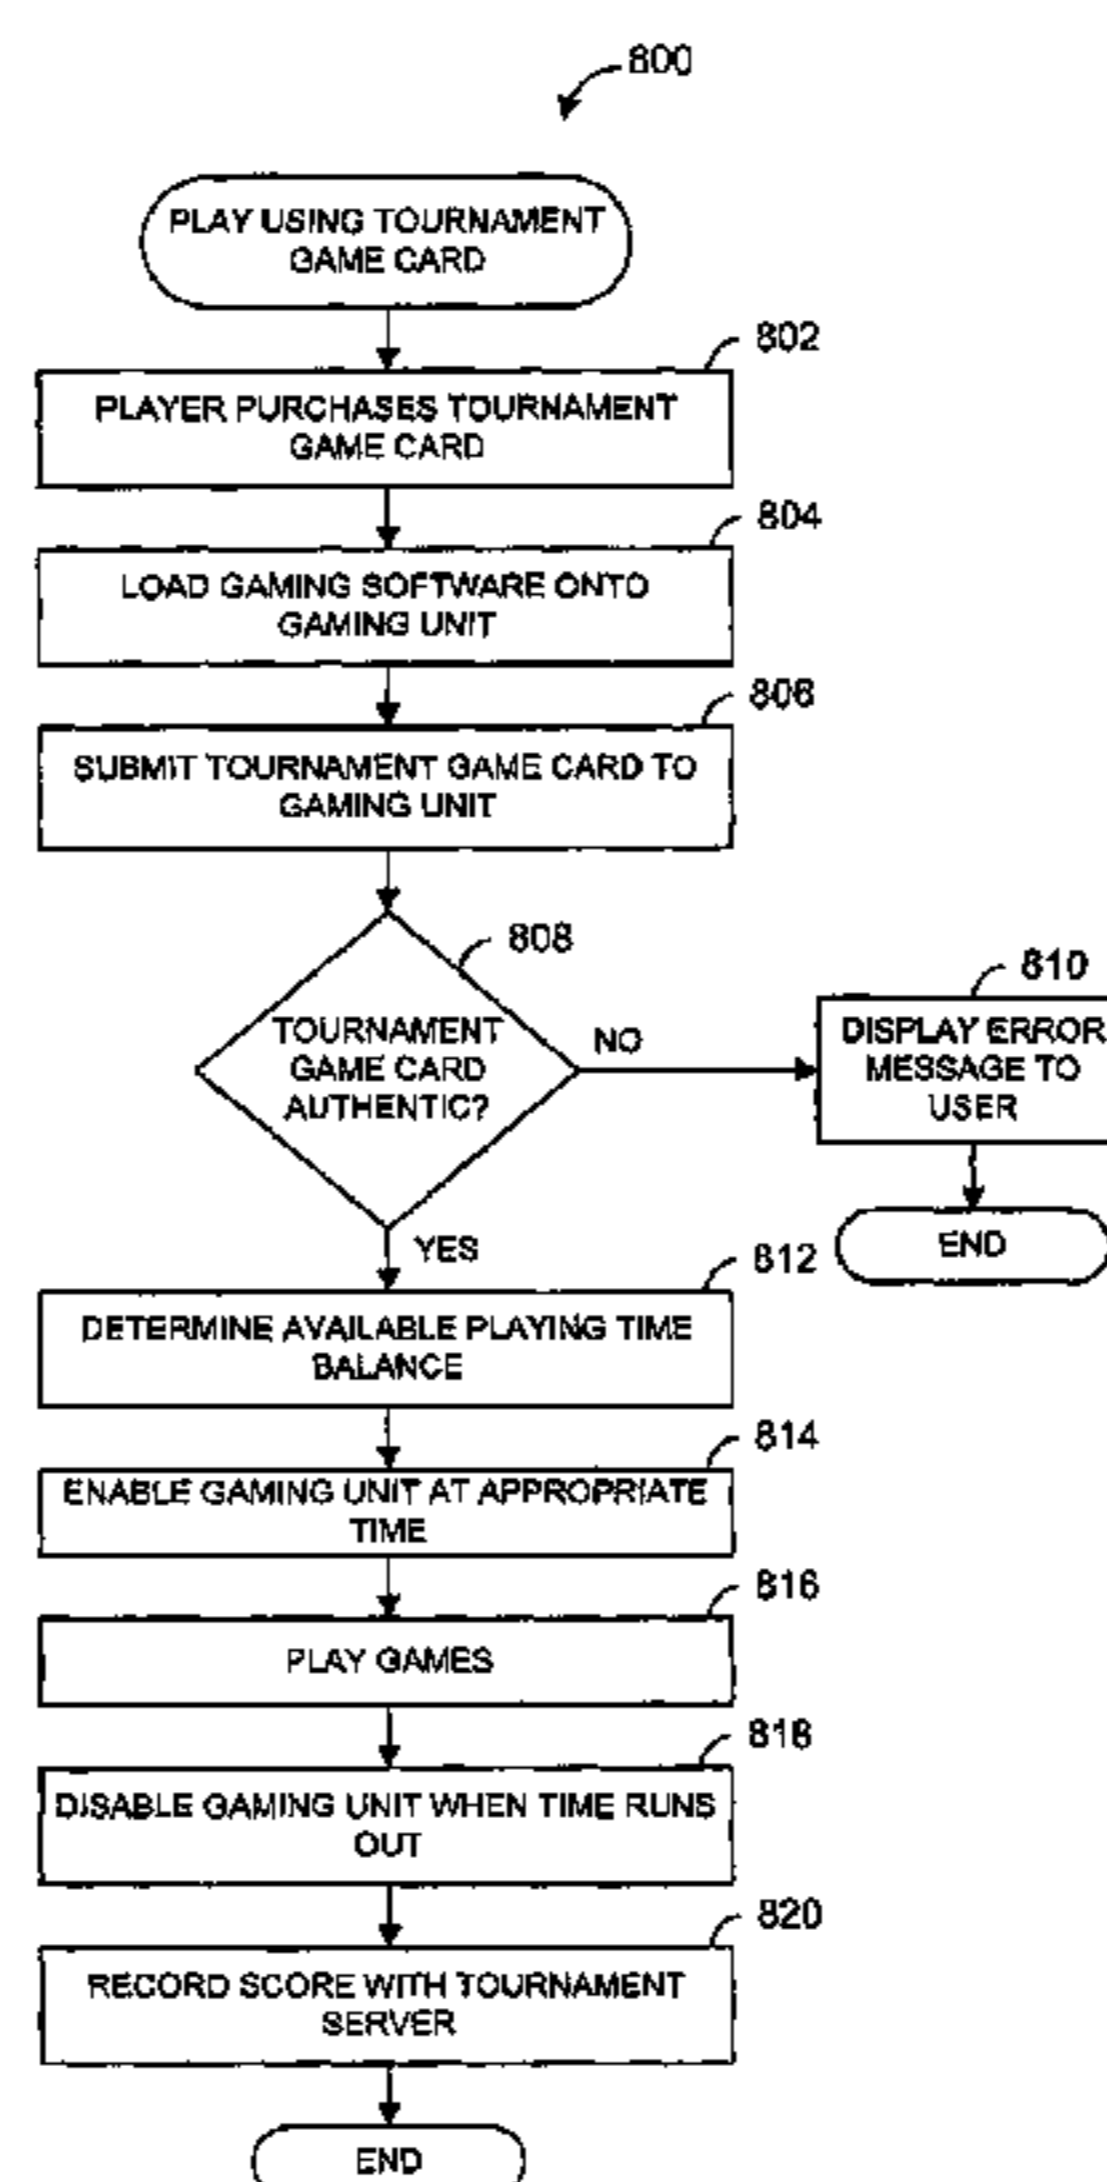 800
PLAY USING TOURNAMENT
GAME CARD
802
PLAYER PURCHASES TOURNAMENT
GAME CARD
804
LOAD GAMING SOFTWARE ONTO
GAMING UNIT
806
SUBMIT TOURNAMENT GAME CARD TO
GAMING UNIT
808
TOURNAMENT
GAME CARD
AUTHENTIC?
NO
810
DISPLAY ERROR
MESSAGE TO
USER
END
YES
812
DETERMINE AVAILABLE PLAYING TIME
BALANCE
814
ENABLE GAMING UNIT AT APPROPRIATE
TIME
816
PLAY GAMES
818
DISABLE GAMING UNIT WHEN TIME RUNS
OUT
820
RECORD SCORE WITH TOURNAMENT
SERVER
END